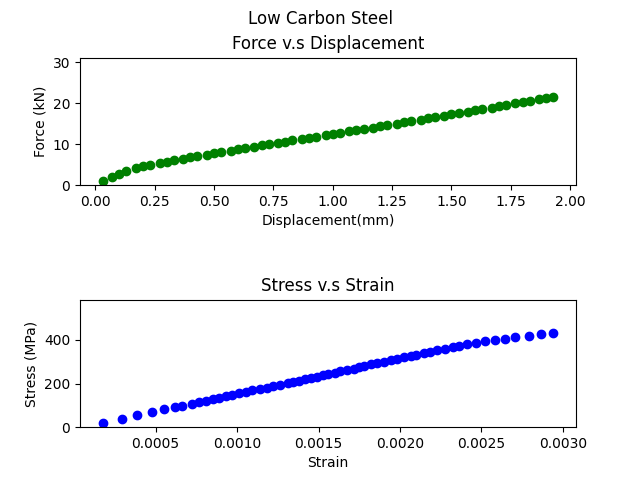 Low Carbon Steel
Force v.s Displacement
30
20
10
0
Force (kN)
0.00 0.25 0.50 0.75 1.00 1.25 1.50 1.75 2.00
Displacement(mm)
Stress v.s Strain
400
200
0
Stress (MPa)
0.0005 0.0010 0.0015 0.0020 0.0025 0.0030
Strain